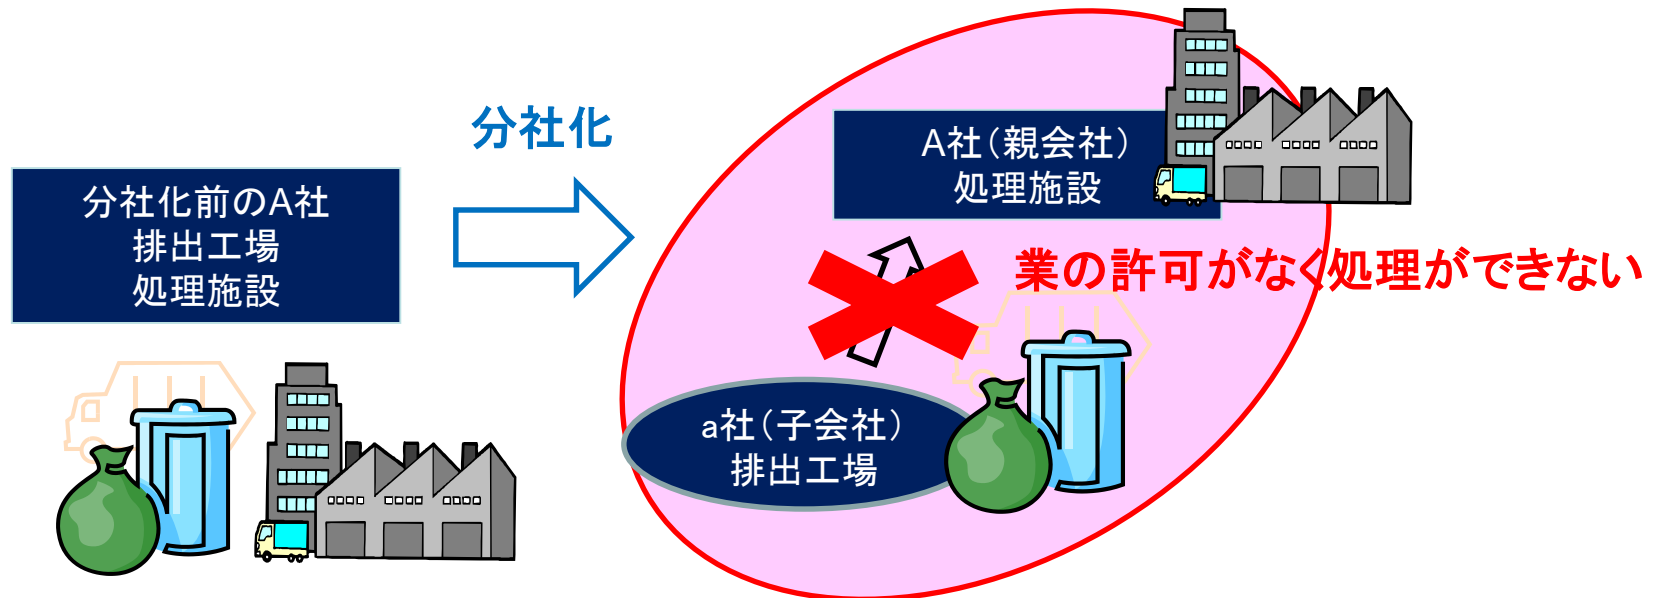 分社化前のA社
排出工場
処理施設
分社化
A社（親会社）
処理施設
業の許可がなく処理ができない
a社（子会社）
排出工場